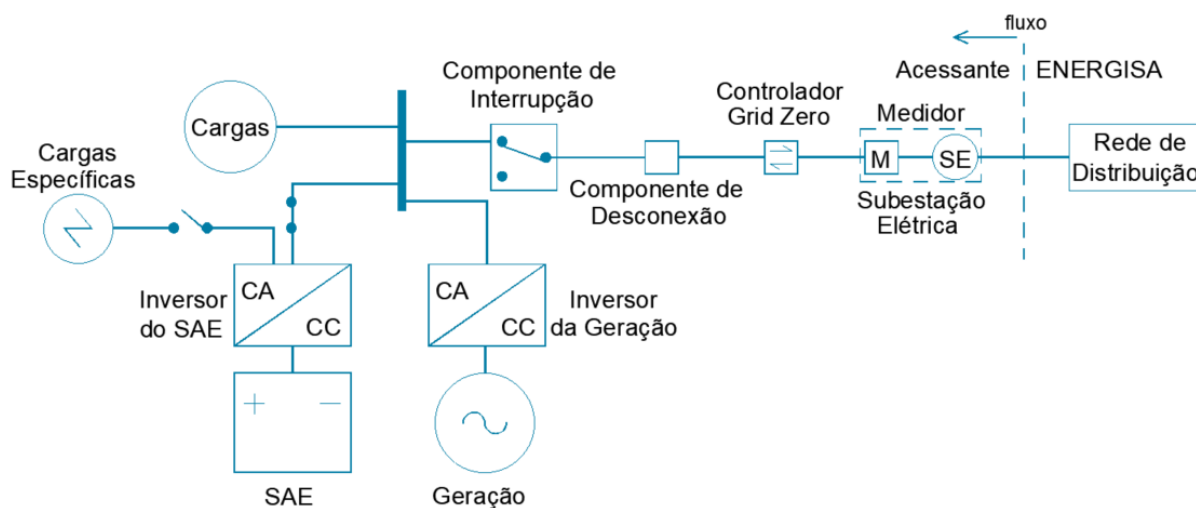 fluxo
Acessante
ENERGISA
Componente de
Interrupção
Controlador
Grid Zero
Medidor
Cargas
M
SE
Rede de
Distribuição
Cargas
Específicas
Componente de
Desconexão
Subestação
Elétrica
Inversor
do SAE
CA
CC
CA
CC
Inversor
da Geração
+ −
SAE
Geração